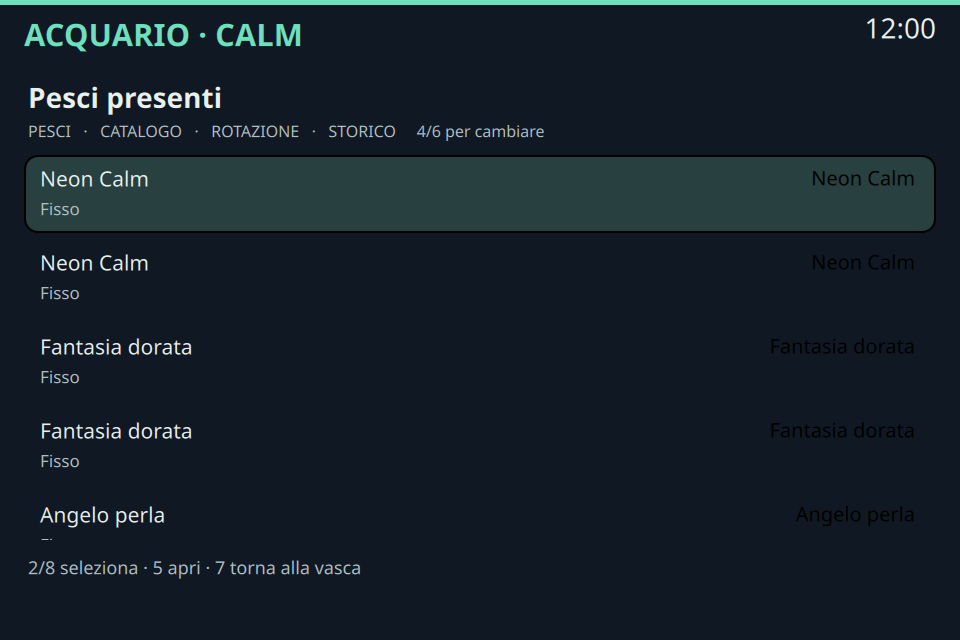 ACQUARIO · CALM
12:00
Pesci presenti
PESCI · CATALOGO · ROTAZIONE · STORICO 4/6 per cambiare
Neon Calm Neon Calm
Fisso
Neon Calm Neon Calm
Fisso
Fantasia dorata Fantasia dorata
Fisso
Fantasia dorata Fantasia dorata
Fisso
Angelo perla Angelo perla
2/8 seleziona · 5 apri · 7 torna alla vasca